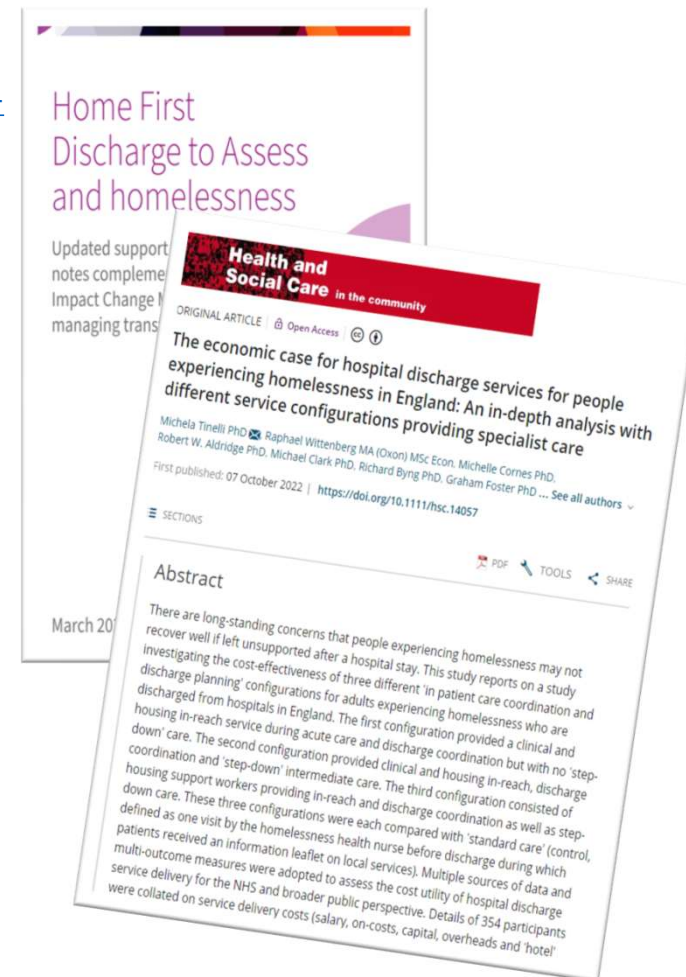 Home First
Discharge to Assess
and homelessness
Updated support
notes compleme
Impact Change
managing trans
March 20
Health and
Social Care in the community
ORIGINAL ARTICLE Open Access
The economic case for hospital discharge services for people
experiencing homelessness in England: An in-depth analysis with
different service configurations providing specialist care
Michela Tinelli PhD, Raphael Wittenberg MA (Oxon) MSc Econ, Michelle Cornes PhD,
Robert W. Aldridge PhD, Michael Clark PhD, Richard Byng PhD, Graham Foster PhD ... See all authors
First published: 07 October 2022 | https://doi.org/10.1111/hsc.14057
SECTIONS
PDF TOOLS SHARE
Abstract
There are long-standing concerns that people experiencing homelessness may not
recover well if left unsupported after a hospital stay. This study reports on a study
investigating the cost-effectiveness of three different 'in patient care coordination and
discharge planning' configurations for adults experiencing homelessness who are
discharged from hospitals in England. The first configuration provided a clinical and
housing in-reach service during acute care and discharge coordination but with no 'step-
down' care. The second configuration provided clinical and housing in-reach, discharge
coordination and 'step-down' intermediate care. The third configuration consisted of
housing support workers providing in-reach and discharge coordination as well as step-
down care. These three configurations were each compared with 'standard care' (control,
defined as one visit by the homelessness health nurse before discharge during which
patients received an information leaflet on local services). Multiple sources of data and
multi-outcome measures were adopted to assess the cost utility of hospital discharge
service delivery for the NHS and broader public perspective. Details of 354 participants
were collated on service delivery costs (salary, on-costs, capital, overheads and 'hotel'